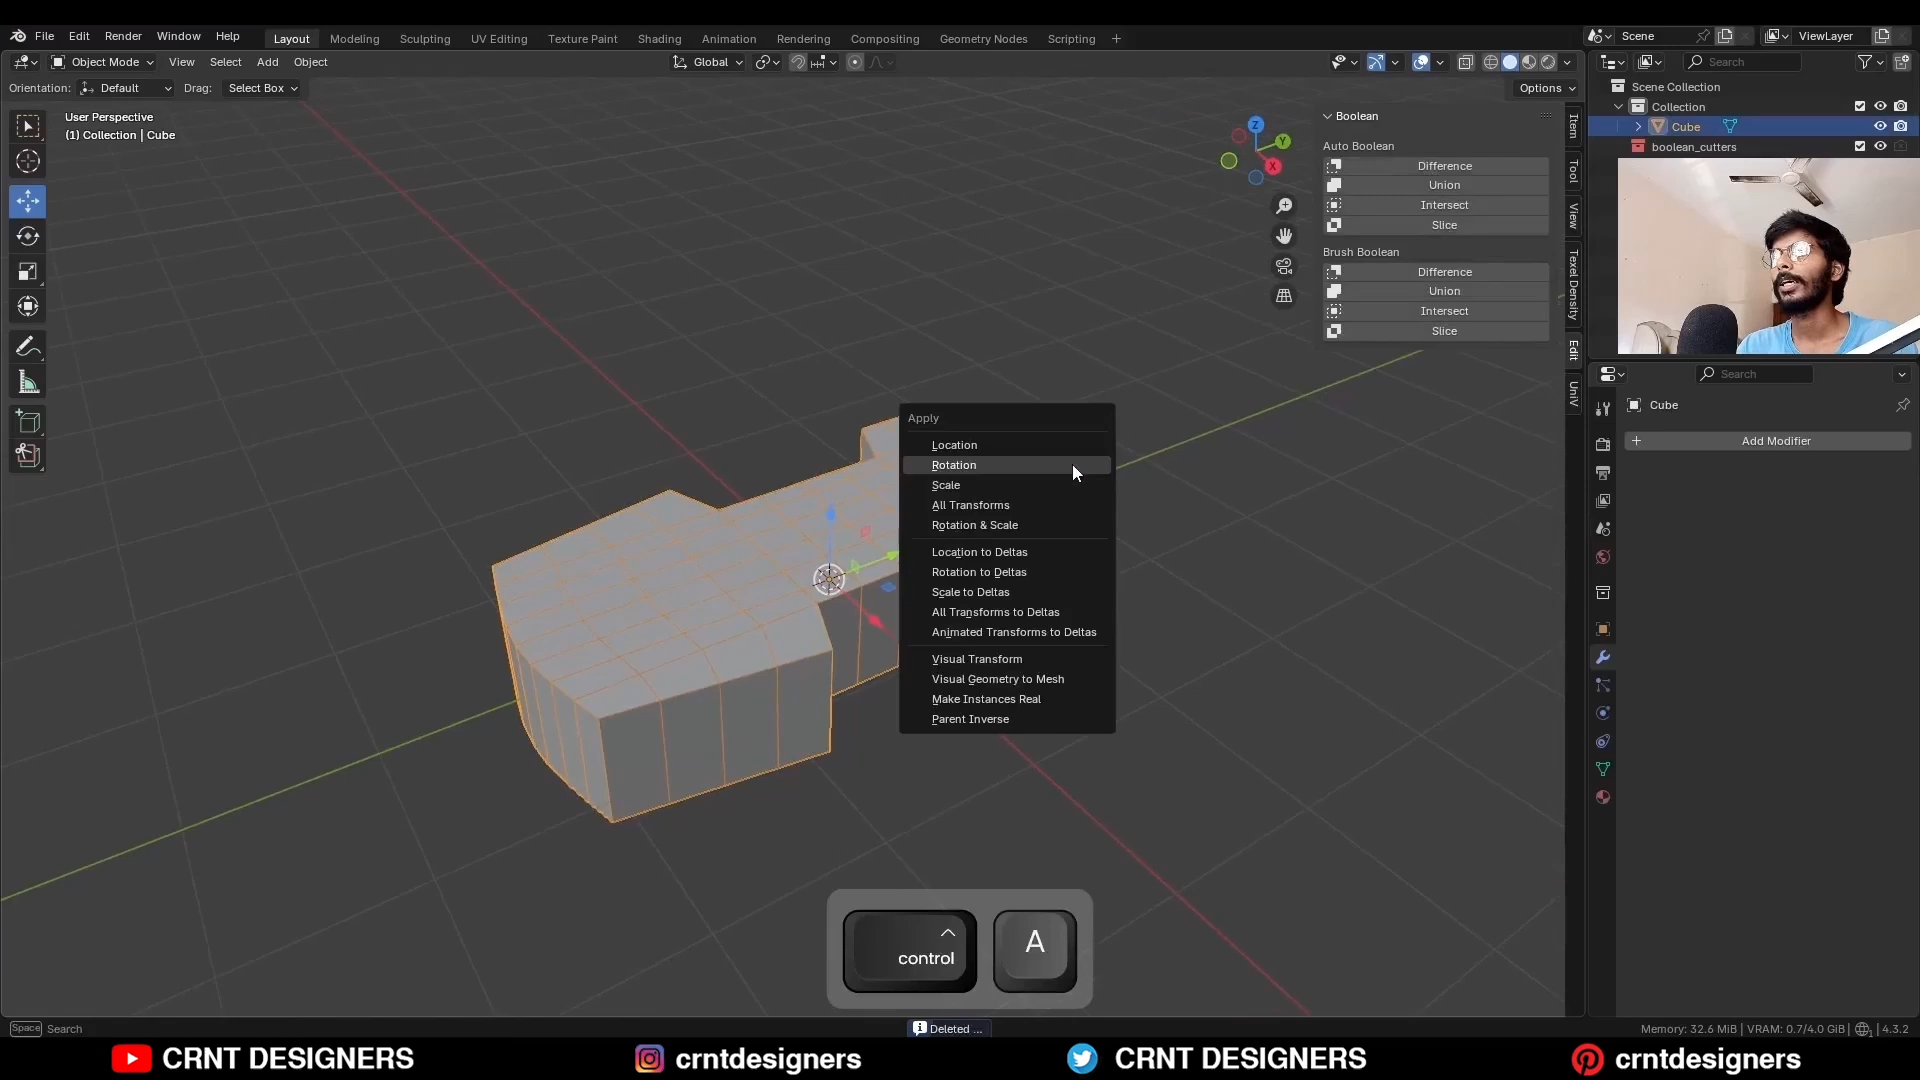 File Edit Render Window Help Layout Modeling Sculpting UV Editing Texture Paint Shading Animation Rendering Compositing Geometry Nodes Scripting + Scene ViewLayer
Object Mode View Select Add Object Global Search
Orientation: Default Drag: Select Box Options
Scene Collection
Collection
Cube
boolean_cutters
User Perspective
(1) Collection | Cube
Z
Y
X
Boolean
Auto Boolean
Difference
Union
Intersect
Slice
Brush Boolean
Difference
Union
Intersect
Slice
Item
Tool
View
Texel Density
Edit
UniV
Search
Cube
+ Add Modifier
Apply
Location
Rotation
Scale
All Transforms
Rotation & Scale
Location to Deltas
Rotation to Deltas
Scale to Deltas
All Transforms to Deltas
Animated Transforms to Deltas
Visual Transform
Visual Geometry to Mesh
Make Instances Real
Parent Inverse
control
A
Space Search
Deleted ...
Memory: 32.6 MiB | VRAM: 0.7/4.0 GiB | 4.3.2
CRNT DESIGNERS crntdesigners CRNT DESIGNERS crntdesigners